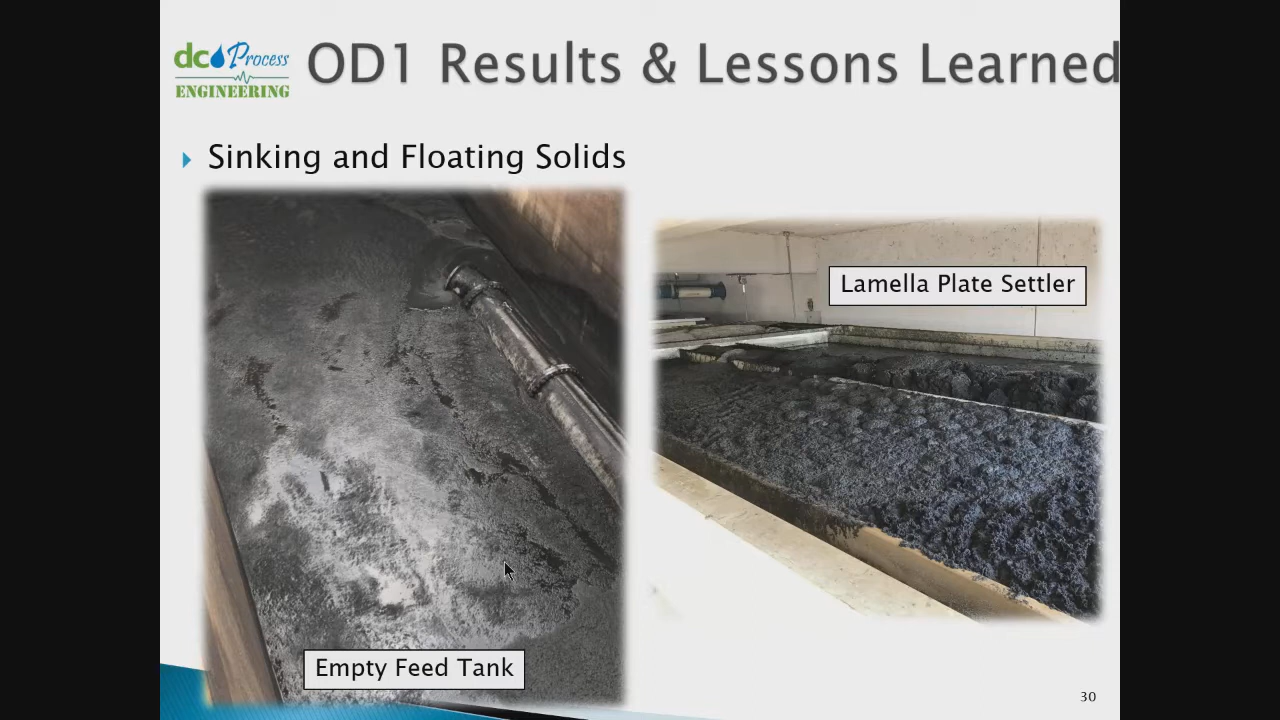 dc Process
ENGINEERING
OD1 Results & Lessons Learned
Sinking and Floating Solids
Lamella Plate Settler
Empty Feed Tank
30